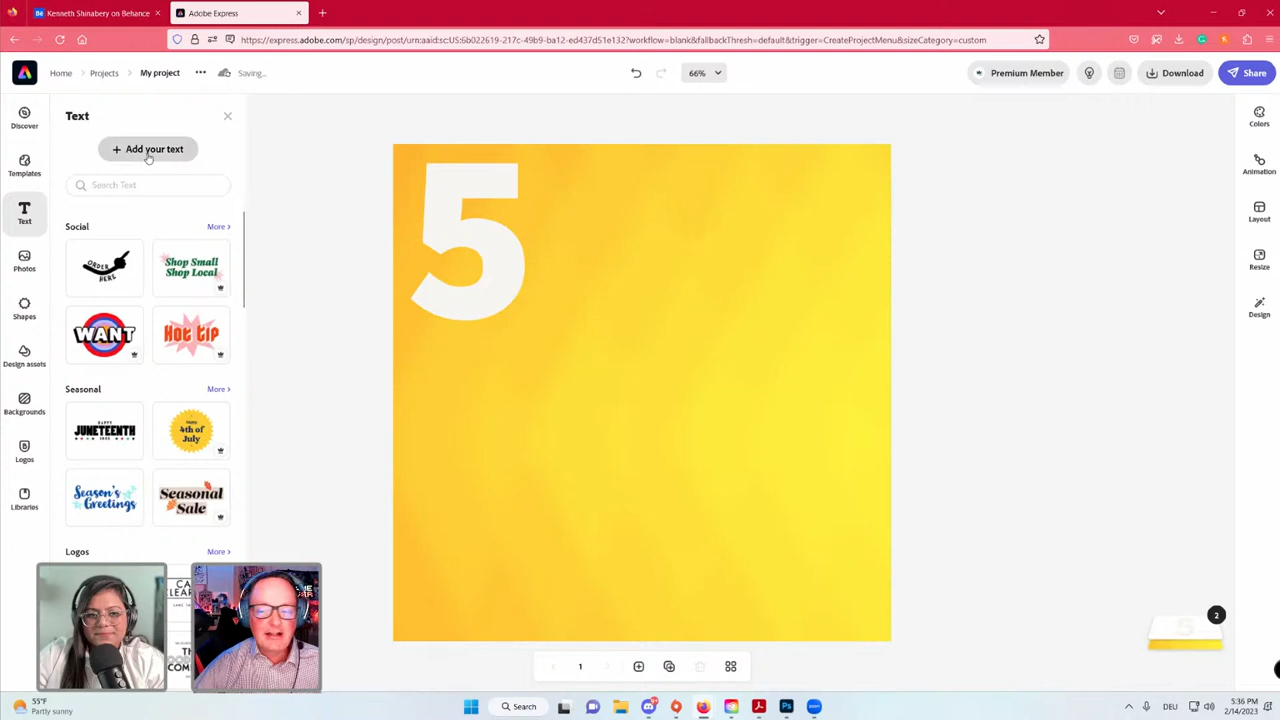 Kenneth Shinabery on Behance
Adobe Express
https://express.adobe.com/sp/design/post/urn:aaid:sc:US:6b022619-217c-49b9-ba12-ed437d51e132?workflow=blank&fallbackThresh=default&trigger=CreateProjectMenu&sizeCategory=custom
Home
Projects
My project
Saving...
66%
Premium Member
Download
Share
Discover
Templates
Text
Photos
Shapes
Design assets
Backgrounds
Logos
Libraries
Text
+ Add your text
Search Text
Social
More >
ORDER
HERE
Shop Small
Shop Local
WANT
Hot tip
Seasonal
More >
HAPPY
JUNETEENTH
4th of
July
Season's
Greetings
Seasonal
Sale
Logos
More >
5
Colors
Animation
Layout
Resize
Design
1
2
55°F
Partly sunny
Search
DEU
5:36 PM
2/14/2023